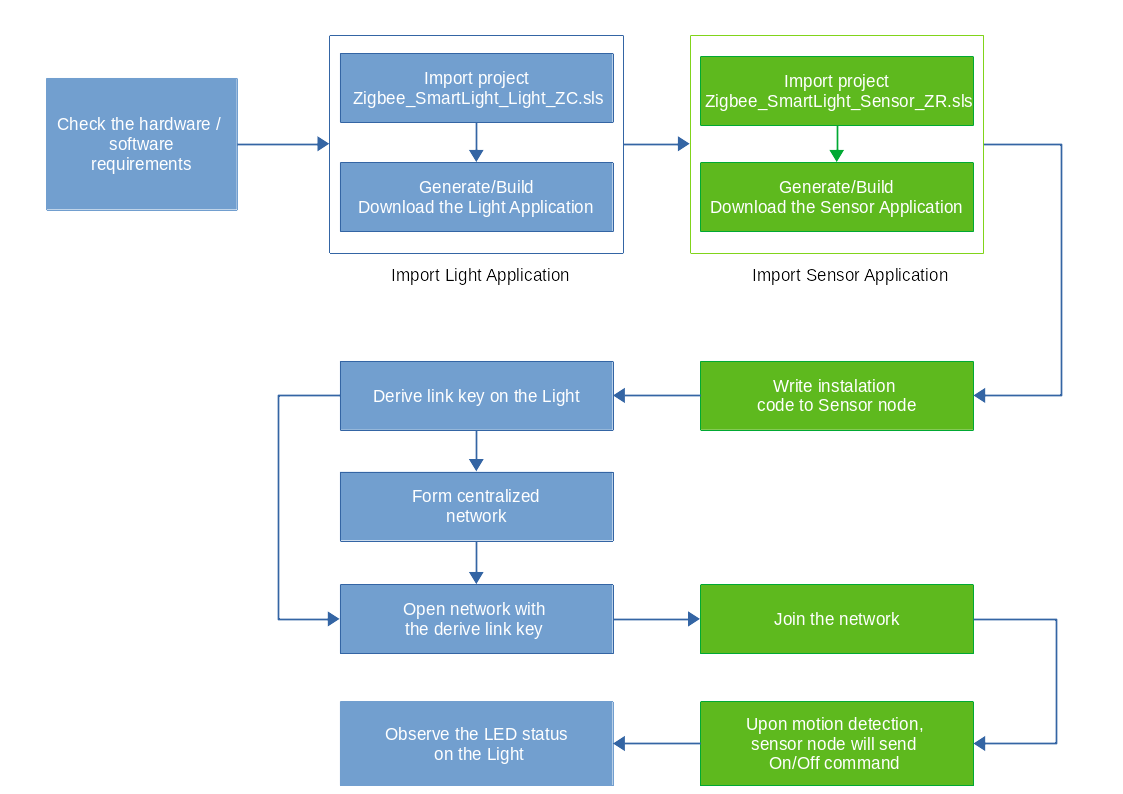 Check the hardware /
software
requirements
Import project
Zigbee_SmartLight_Light_ZC.sls
Generate/Build
Download the Light Application
Import Light Application
Import project
Zigbee_SmartLight_Sensor_ZR.sls
Generate/Build
Download the Sensor Application
Import Sensor Application
Write instalation
code to Sensor node
Derive link key on the Light
Form centralized
network
Open network with
the derive link key
Join the network
Upon motion detection,
sensor node will send
On/Off command
Observe the LED status
on the Light